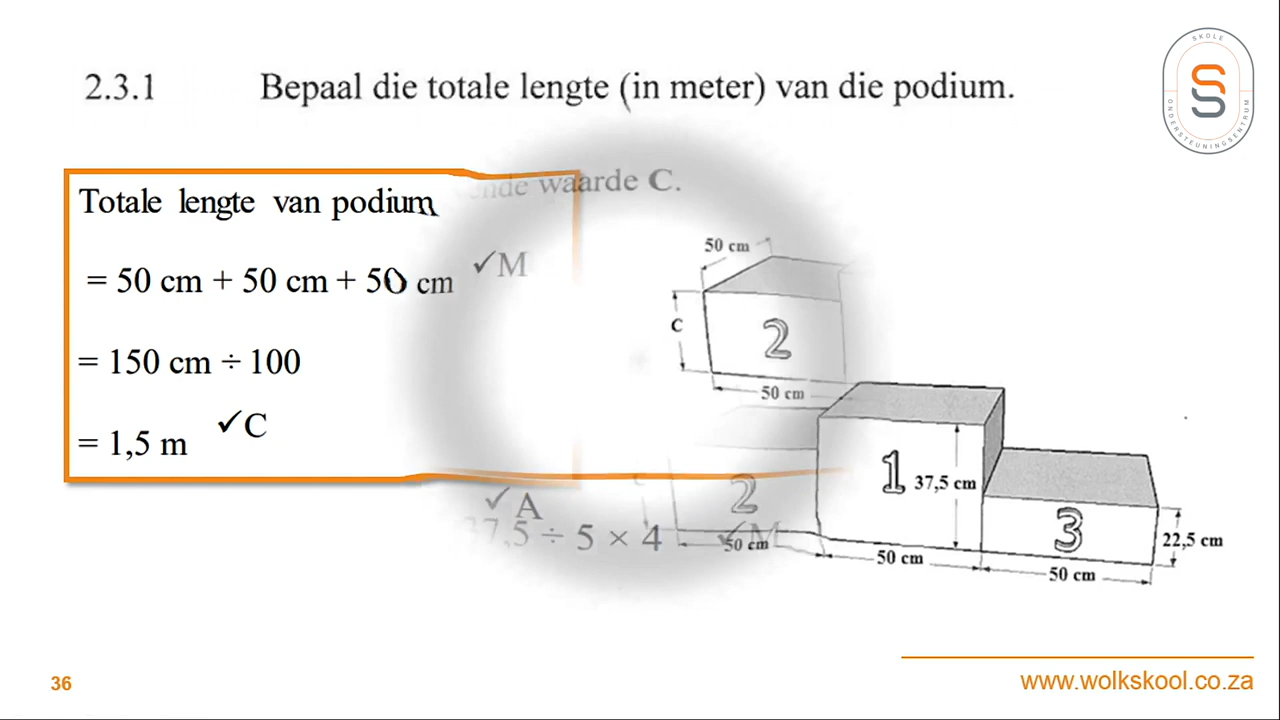 SKOLE
ONDERSTEUNINGSENTRUM
2.3.1 Bepaal die totale lengte (in meter) van die podium.
waarde C.
Totale lengte van podium
= 50 cm + 50 cm + 50 cm ✓M
= 150 cm ÷ 100
= 1,5 m ✓C
✓A
37,5 ÷ 5 × 4 ✓M
50 cm
C
2
50 cm
2
50 cm
1
37,5 cm
50 cm
3
22,5 cm
50 cm
36
www.wolkskool.co.za